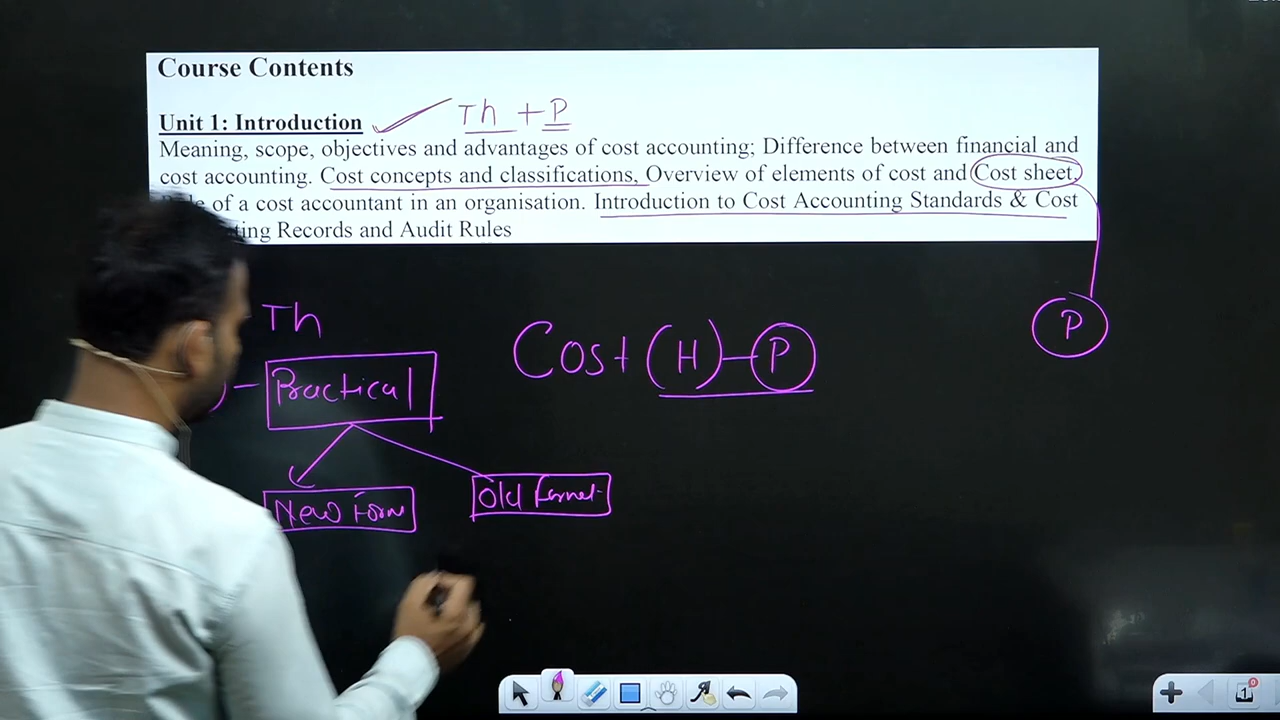 Course Contents
Unit 1: Introduction Th + P
Meaning, scope, objectives and advantages of cost accounting; Difference between financial and
cost accounting. Cost concepts and classifications, Overview of elements of cost and Cost sheet,
of a cost accountant in an organisation. Introduction to Cost Accounting Standards & Cost
Records and Audit Rules
Th
Practical
Cost (H) - P
P
New Form
Old
1